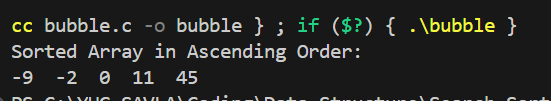 cc bubble.c -o bubble } ; if ($?) { .\bubble }
Sorted Array in Ascending Order:
-9  -2  0  11  45